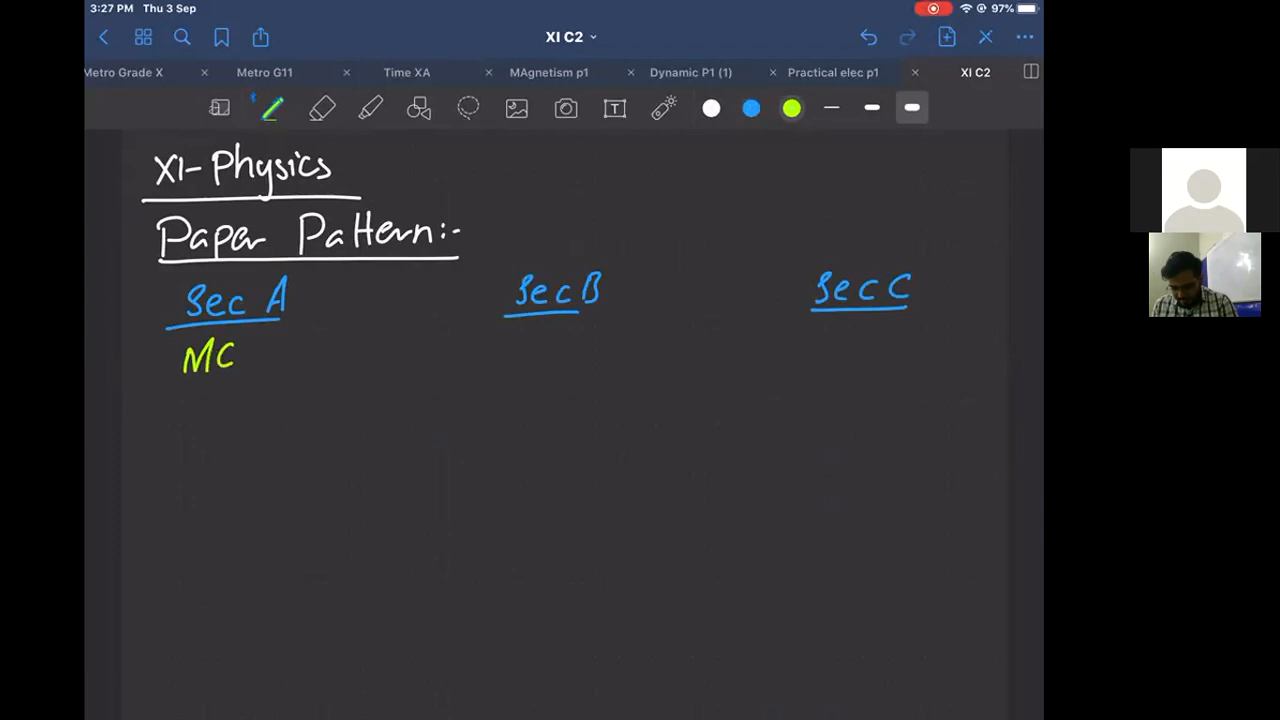 3:27 PM Thu 3 Sep 97%
XI C2
Metro Grade X Metro G11 Time XA MAgnetism p1 Dynamic P1 (1) Practical elec p1 XI C2
XI- Physics
Paper Pattern:-
Sec A Sec B Sec C
MC